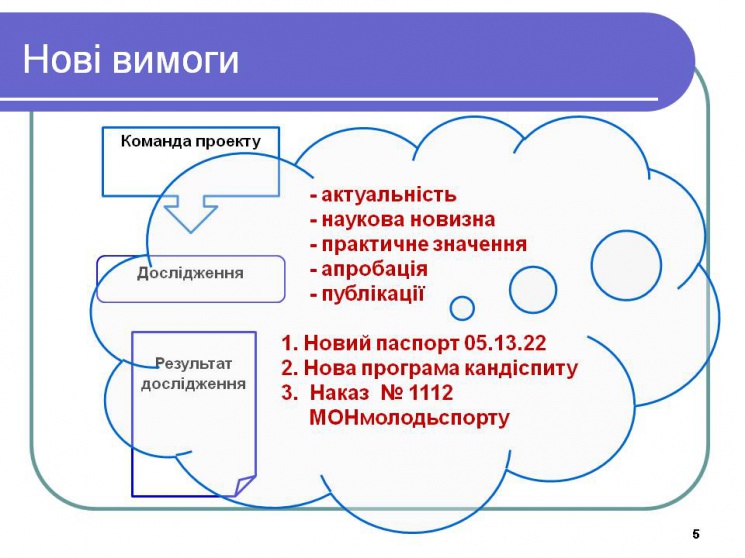 Нові вимоги
Команда проекту
- актуальність
- наукова новизна
- практичне значення
- апробація
- публікації
Дослідження
1. Новий паспорт 05.13.22
2. Нова програма кандіспиту
3. Наказ № 1112
МОНмолодьспорту
Результат
дослідження
5